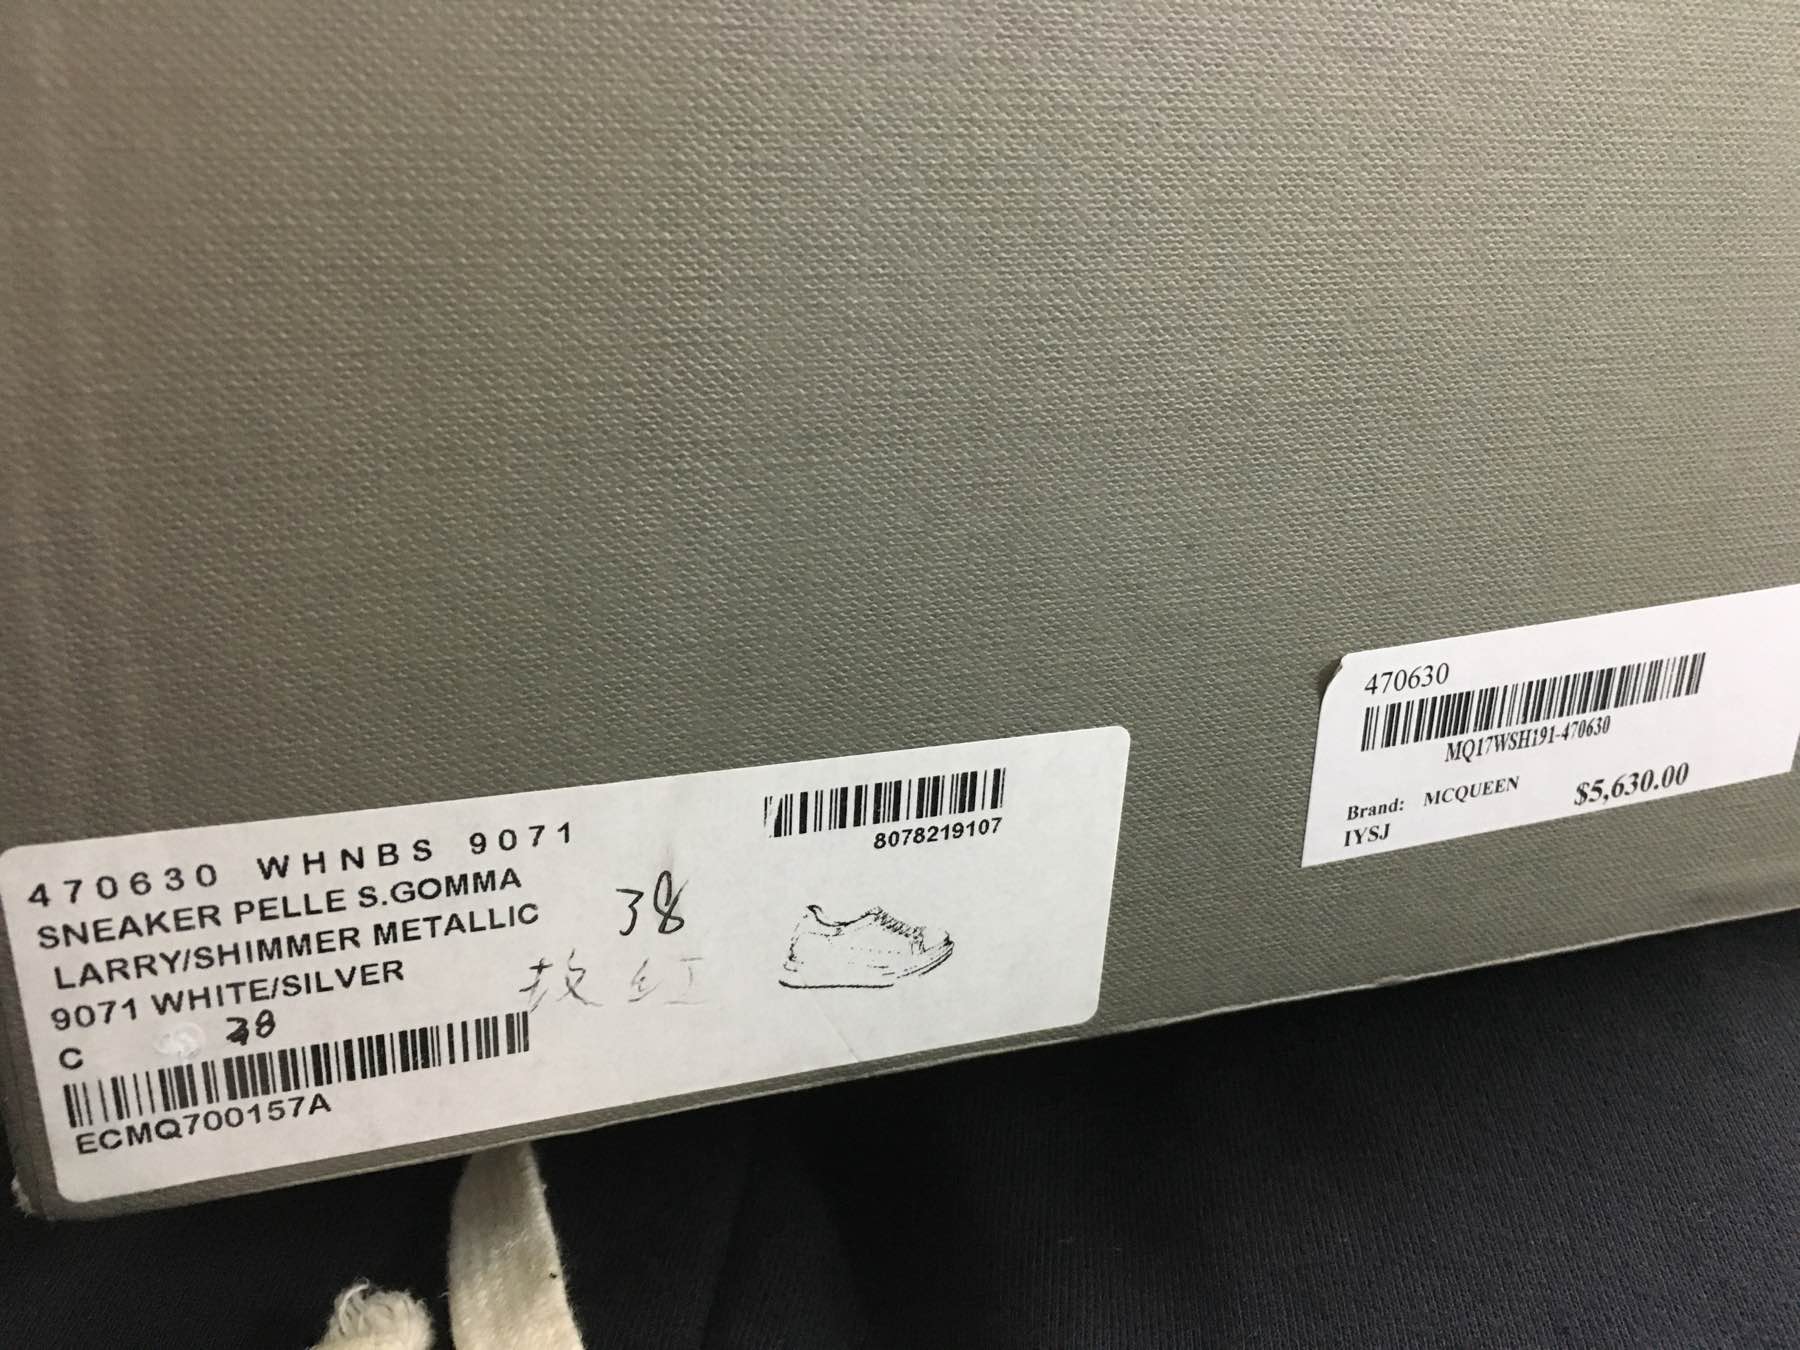 470630 WHNBS 9071
SNEAKER PELLE S.GOMMA
LARRY/SHIMMER METALLIC
9071 WHITE/SILVER
C 38
ECMQ700157A
8078219107
38
红
470630
MQ17WSH191-470630
Brand: MCQUEEN $5,630.00
IYSJ